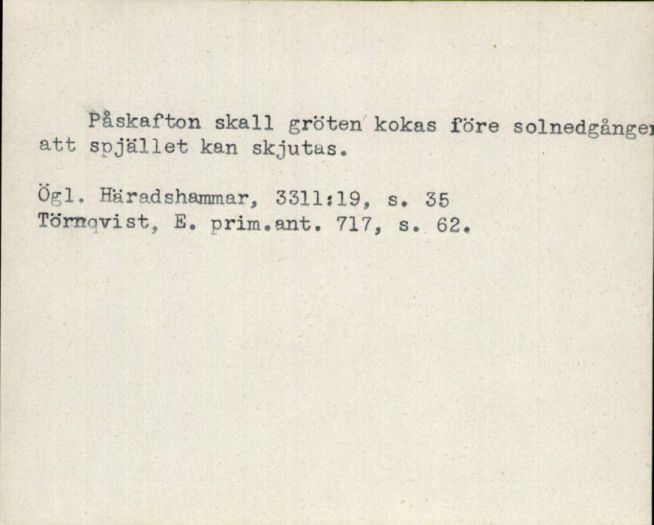 Påskafton skall gröten kokas före solnedgången
att spjället kan skjutas.
Ögl. Häradshammar, 3311:19, s. 35
Törnqvist, E. prim.ant. 717, s. 62.